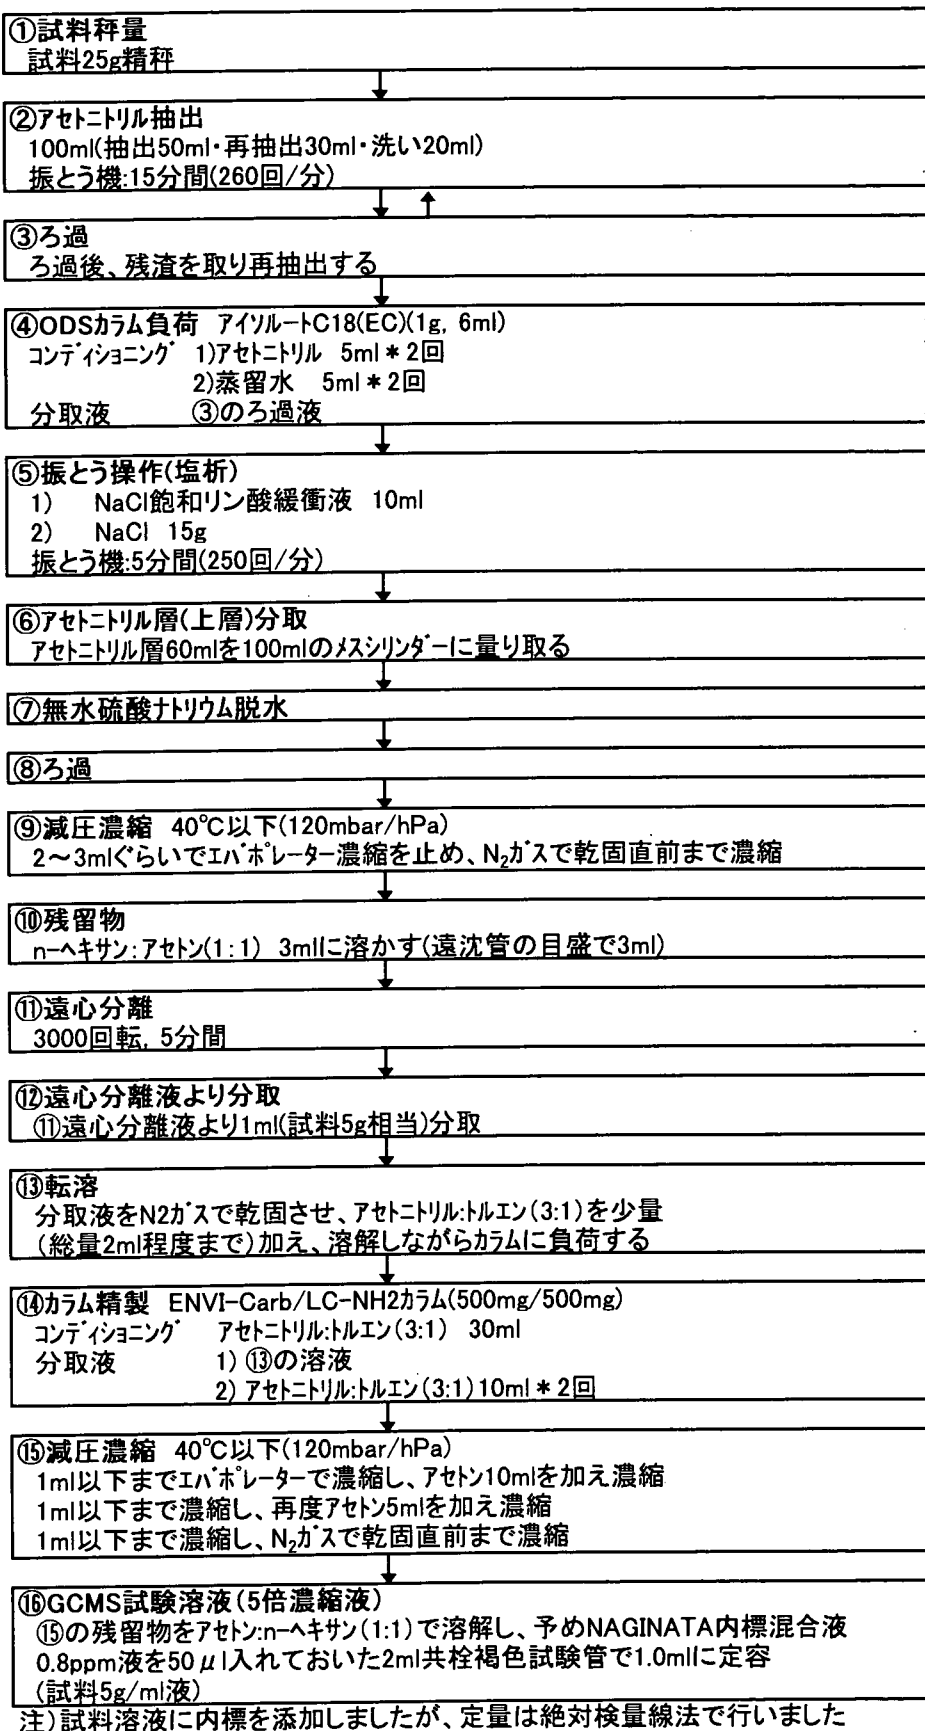 ①試料秤量
試料25g精秤
②アセトニトリル抽出
100ml(抽出50ml・再抽出30ml・洗い20ml)
振とう機:15分間(260回/分)
③ろ過
ろ過後、残渣を取り再抽出する
④ODSカラム負荷 アイソルートC18(EC)(1g, 6ml)
コンディショニング 1)アセトニトリル 5ml*2回
2)蒸留水 5ml*2回
分取液 ③のろ過液
⑤振とう操作(塩析)
1) NaCl飽和リン酸緩衝液 10ml
2) NaCl 15g
振とう機:5分間(250回/分)
⑥アセトニトリル層(上層)分取
アセトニトリル層60mlを100mlのメスシリンダーに量り取る
⑦無水硫酸ナトリウム脱水
⑧ろ過
⑨減圧濃縮 40℃以下(120mbar/hPa)
2～3mlぐらいでエバポレーター濃縮を止め、N₂ガスで乾固直前まで濃縮
⑩残留物
n-ヘキサン:アセトン(1:1) 3mlに溶かす(遠沈管の目盛で3ml)
⑪遠心分離
3000回転, 5分間
⑫遠心分離液より分取
⑪遠心分離液より1ml(試料5g相当)分取
⑬転溶
分取液をN2ガスで乾固させ、アセトニトリル:トルエン(3:1)を少量
(総量2ml程度まで)加え、溶解しながらカラムに負荷する
⑭カラム精製 ENVI-Carb/LC-NH2カラム(500mg/500mg)
コンディショニング アセトニトリル:トルエン(3:1) 30ml
分取液 1) ⑬の溶液
2) アセトニトリル:トルエン(3:1)10ml*2回
⑮減圧濃縮 40℃以下(120mbar/hPa)
1ml以下までエバポレーターで濃縮し、アセトン10mlを加え濃縮
1ml以下まで濃縮し、再度アセトン5mlを加え濃縮
1ml以下まで濃縮し、N₂ガスで乾固直前まで濃縮
⑯GCMS試験溶液(5倍濃縮液)
⑮の残留物をアセトン:n-ヘキサン(1:1)で溶解し、予めNAGINATA内標混合液
0.8ppm液を50μl入れておいた2ml共栓褐色試験管で1.0mlに定容
(試料5g/ml液)
注)試料溶液に内標を添加しましたが、定量は絶対検量線法で行いました